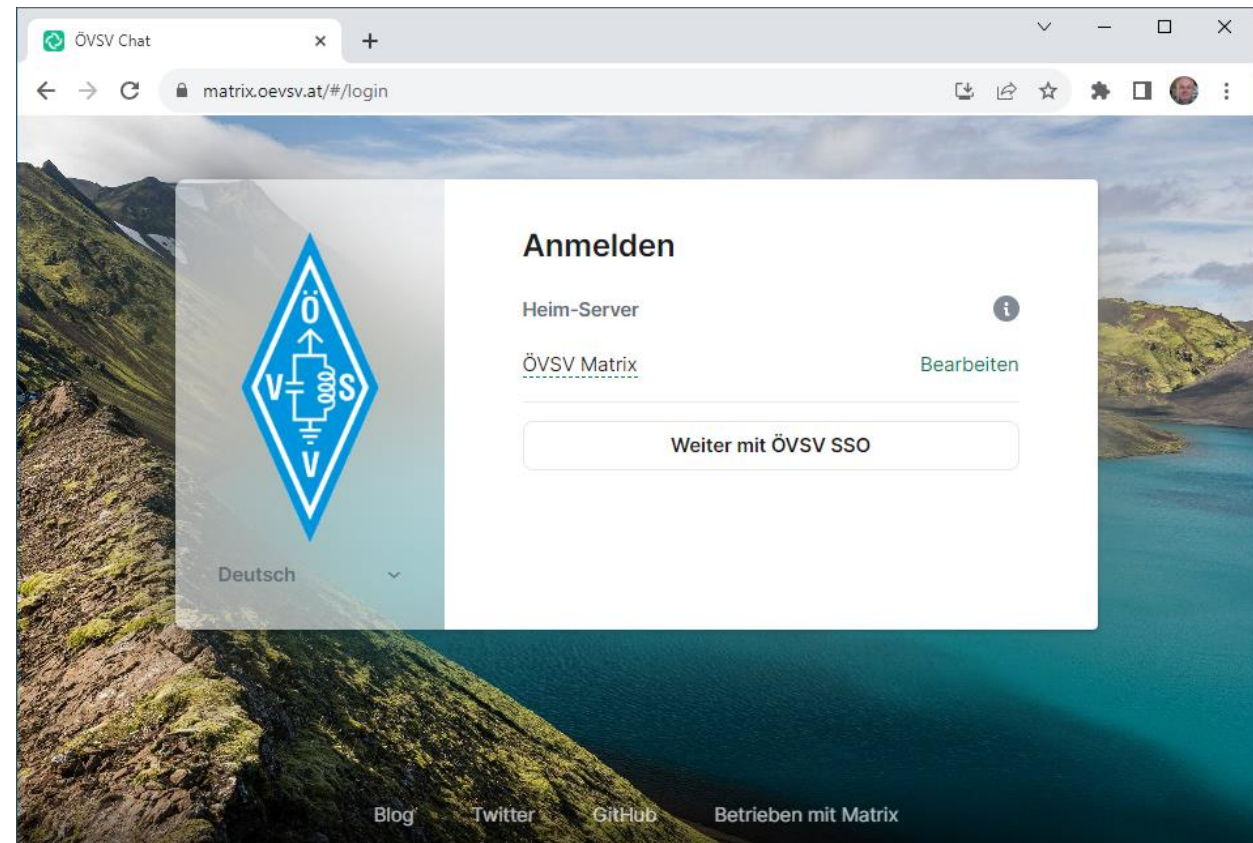 ÖVSV Chat
matrix.oevsv.at/#/login
Ö
V S
V
Deutsch
Anmelden
Heim-Server
ÖVSV Matrix Bearbeiten
Weiter mit ÖVSV SSO
Blog Twitter GitHub Betrieben mit Matrix